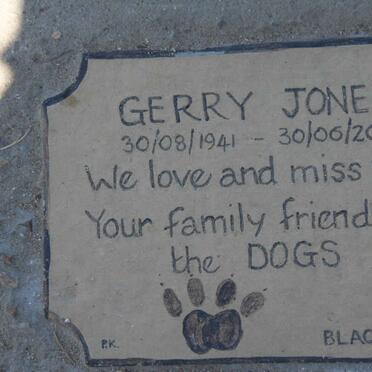 GERRY JONE
30/08/1941 - 30/06/20
We love and miss
Your family friend
the DOGS
P.K.
BLAC